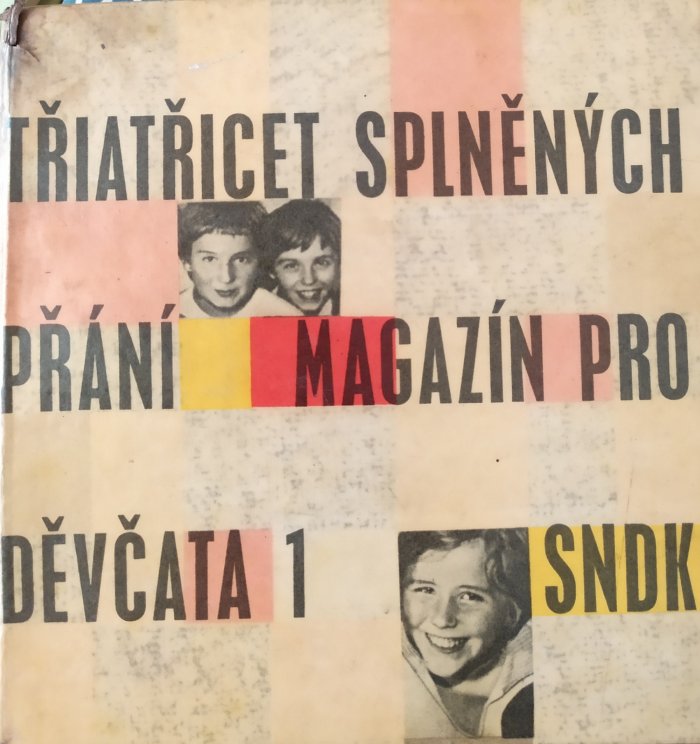 TŘIATŘICET SPLNĚNÝCH
PŘÁNÍ MAGAZÍN PRO
DĚVČATA 1 SNDK